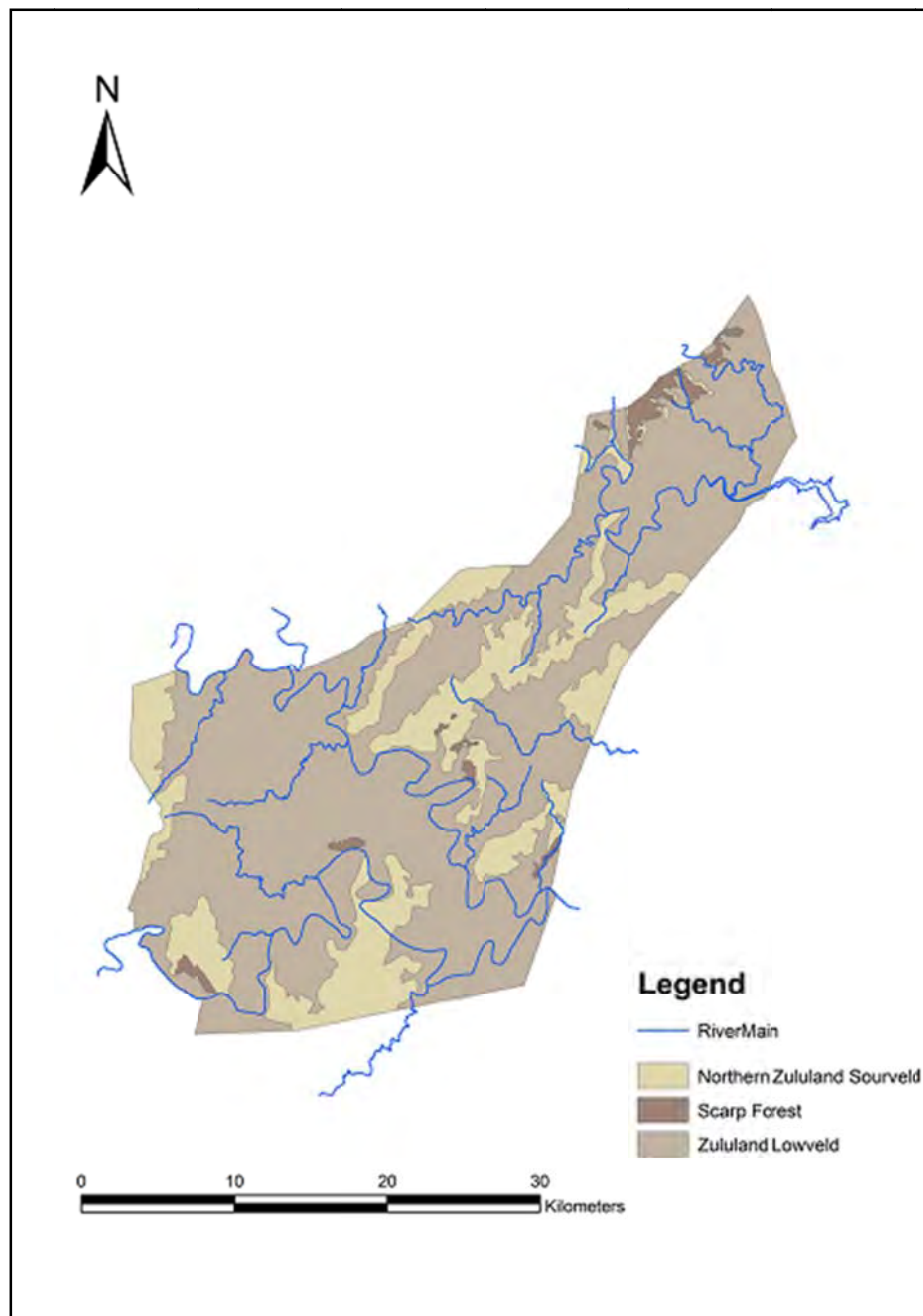 N
Legend
RiverMain
Northern Zululand Sourveld
Scarp Forest
Zululand Lowveld
0 10 20 30
Kilometers